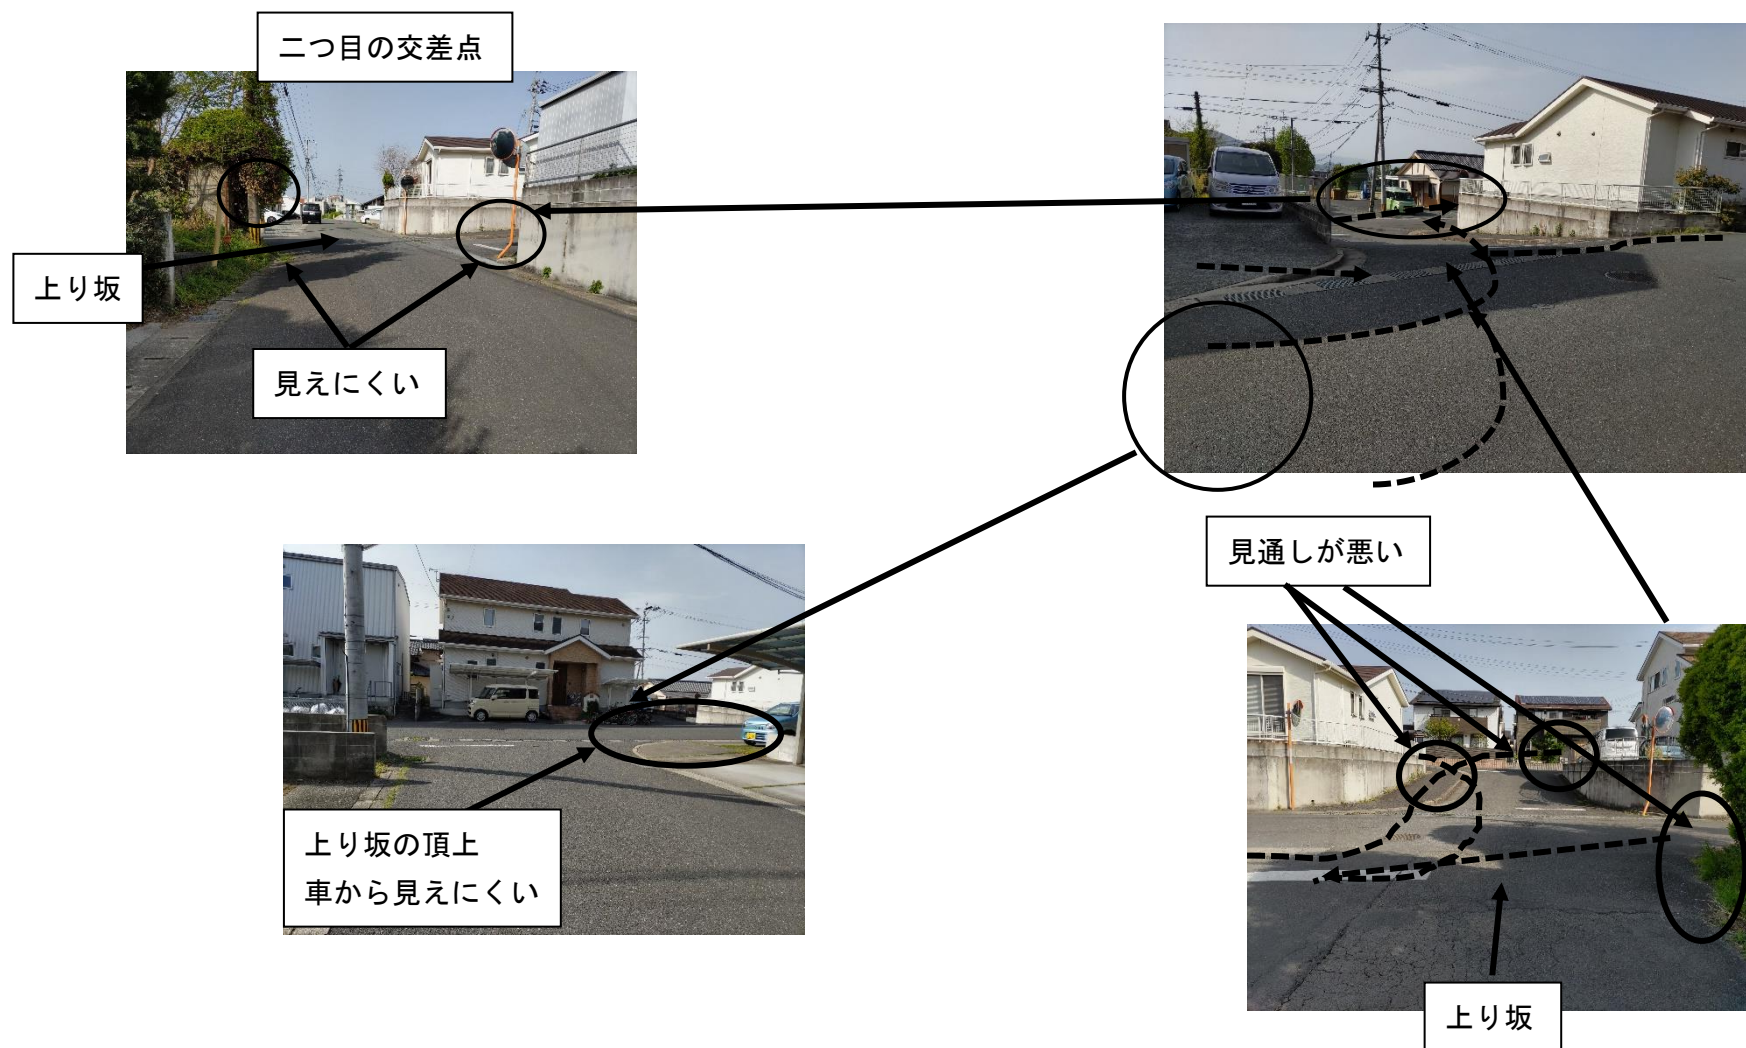 二つ目の交差点
上り坂
見えにくい
見通しが悪い
上り坂の頂上
車から見えにくい
上り坂